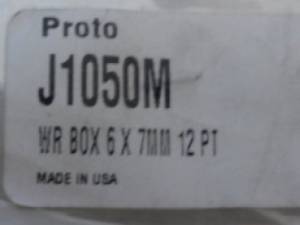 Proto
J1050M
WR BOX 6 X 7MM 12 PT
MADE IN USA